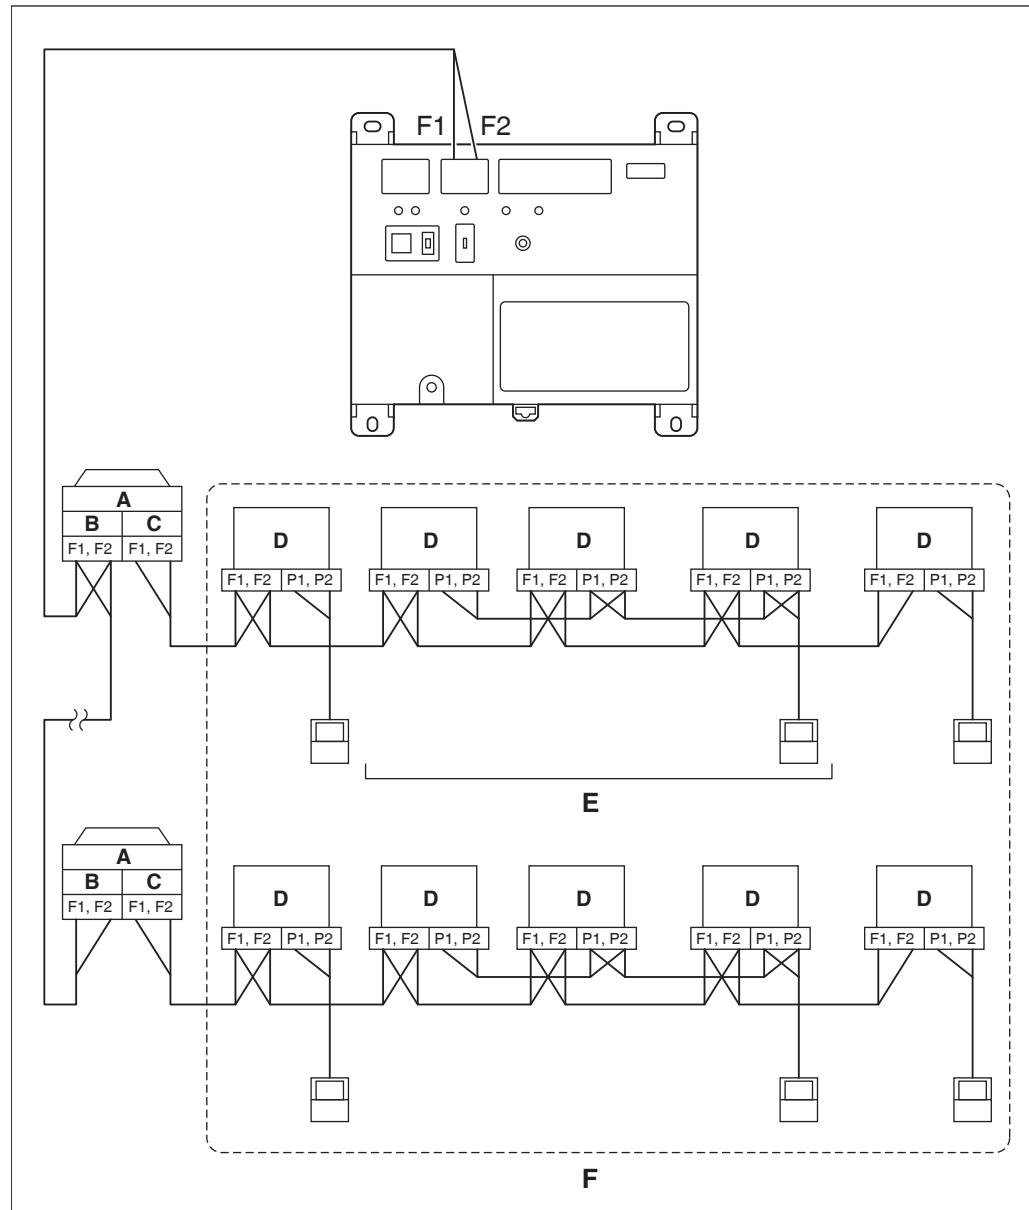 F1 F2
A
B C
F1, F2 F1, F2
D D D D D
F1, F2 P1, P2 F1, F2 P1, P2 F1, F2 P1, P2 F1, F2 P1, P2 F1, F2 P1, P2
E
A
B C
F1, F2 F1, F2
D D D D D
F1, F2 P1, P2 F1, F2 P1, P2 F1, F2 P1, P2 F1, F2 P1, P2 F1, F2 P1, P2
F